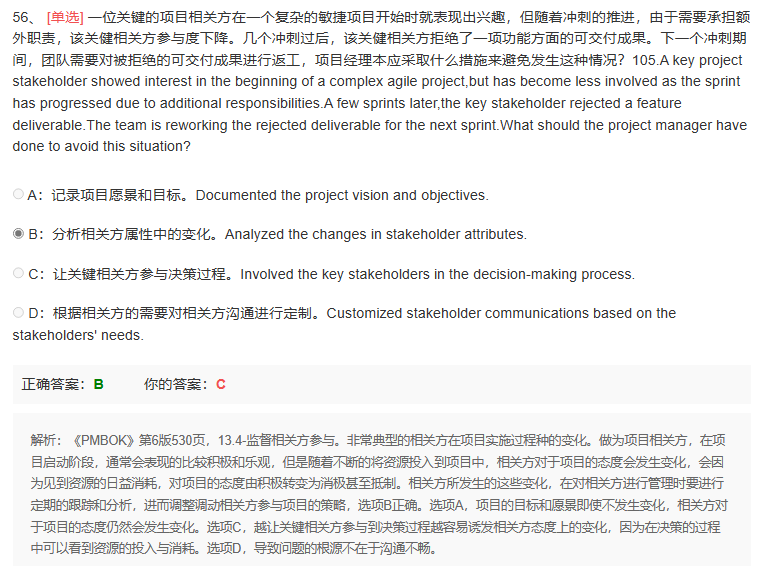 56、 [单选] 一位关键的项目相关方在一个复杂的敏捷项目开始时就表现出兴趣，但随着冲刺的推进，由于需要承担额
外职责，该关健相关方参与度下降。几个冲刺过后，该关健相关方拒绝了一项功能方面的可交付成果。下一个冲刺期
间，团队需要对被拒绝的可交付成果进行返工，项目经理本应采取什么措施来避免发生这种情况？105.A key project
stakeholder showed interest in the beginning of a complex agile project,but has become less involved as the sprint
has progressed due to additional responsibilities.A few sprints later,the key stakeholder rejected a feature
deliverable.The team is reworking the rejected deliverable for the next sprint.What should the project manager have
done to avoid this situation?
A：记录项目愿景和目标。Documented the project vision and objectives.
B：分析相关方属性中的变化。Analyzed the changes in stakeholder attributes.
C：让关键相关方参与决策过程。Involved the key stakeholders in the decision-making process.
D：根据相关方的需要对相关方沟通进行定制。Customized stakeholder communications based on the
stakeholders' needs.
正确答案：B 你的答案：C
解析：《PMBOK》第6版530页，13.4-监督相关方参与。非常典型的相关方在项目实施过程种的变化。做为项目相关方，在项
目启动阶段，通常会表现的比较积极和乐观，但是随着不断的将资源投入到项目中，相关方对于项目的态度会发生变化，会因
为见到资源的日益消耗，对项目的态度由积极转变为消极甚至抵制。相关方所发生的这些变化，在对相关方进行管理时要进行
定期的跟踪和分析，进而调整调动相关方参与项目的策略，选项B正确。选项A，项目的目标和愿景即使不发生变化，相关方对
于项目的态度仍然会发生变化。选项C，越让关键相关方参与到决策过程越容易诱发相关方态度上的变化，因为在决策的过程
中可以看到资源的投入与消耗。选项D，导致问题的根源不在于沟通不畅。